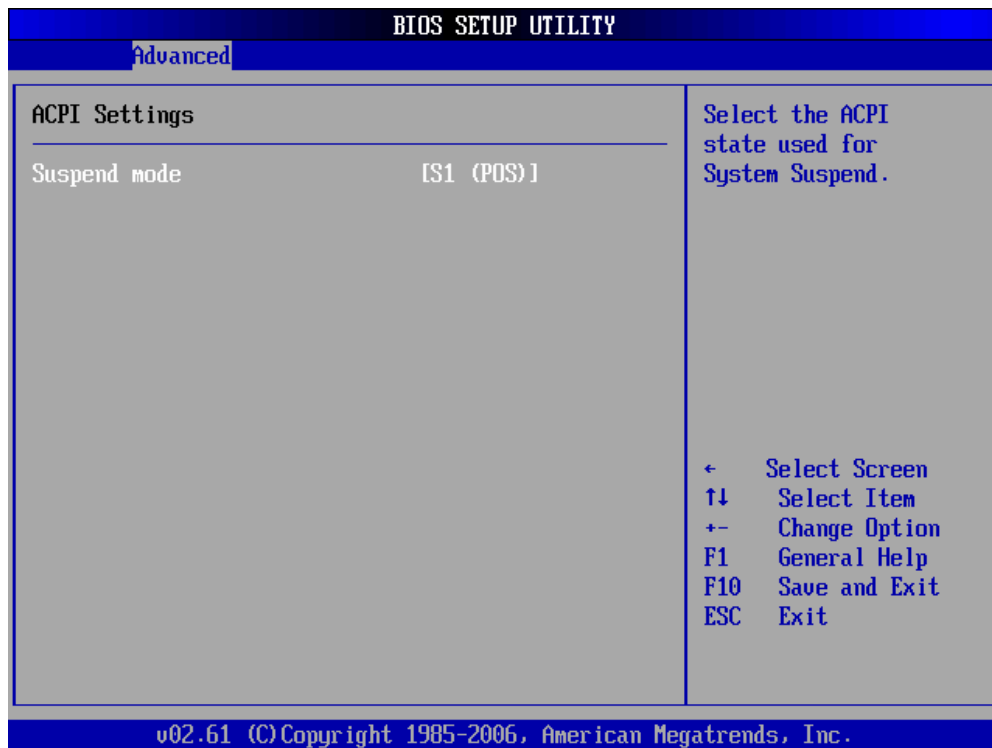 BIOS SETUP UTILITY
Advanced
ACPI Settings
Suspend mode [S1 (POS)]
Select the ACPI
state used for
System Suspend.
← Select Screen
↑↓ Select Item
+- Change Option
F1 General Help
F10 Save and Exit
ESC Exit
v02.61 (C)Copyright 1985-2006, American Megatrends, Inc.